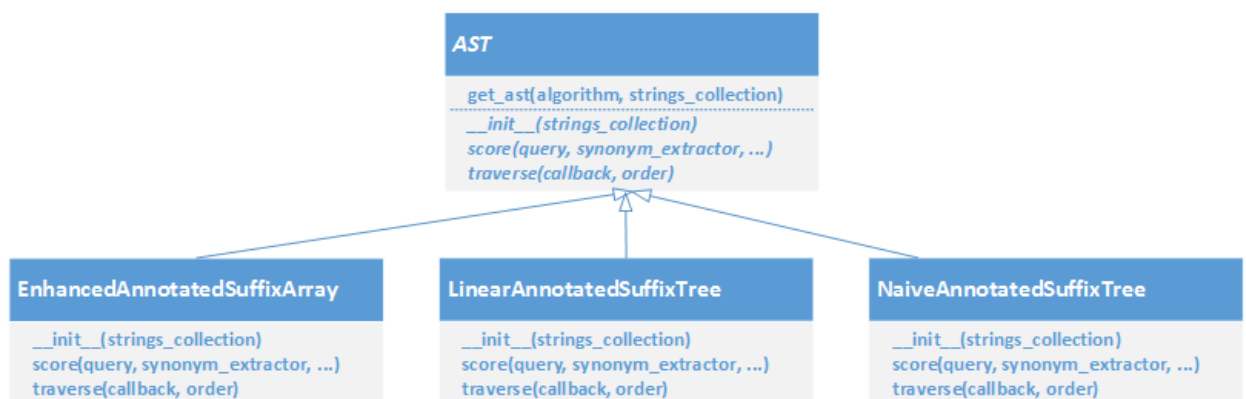 AST
get_ast(algorithm, strings_collection)
__init__(strings_collection)
score(query, synonym_extractor, ...)
traverse(callback, order)
EnhancedAnnotatedSuffixArray
__init__(strings_collection)
score(query, synonym_extractor, ...)
traverse(callback, order)
LinearAnnotatedSuffixTree
__init__(strings_collection)
score(query, synonym_extractor, ...)
traverse(callback, order)
NaiveAnnotatedSuffixTree
__init__(strings_collection)
score(query, synonym_extractor, ...)
traverse(callback, order)